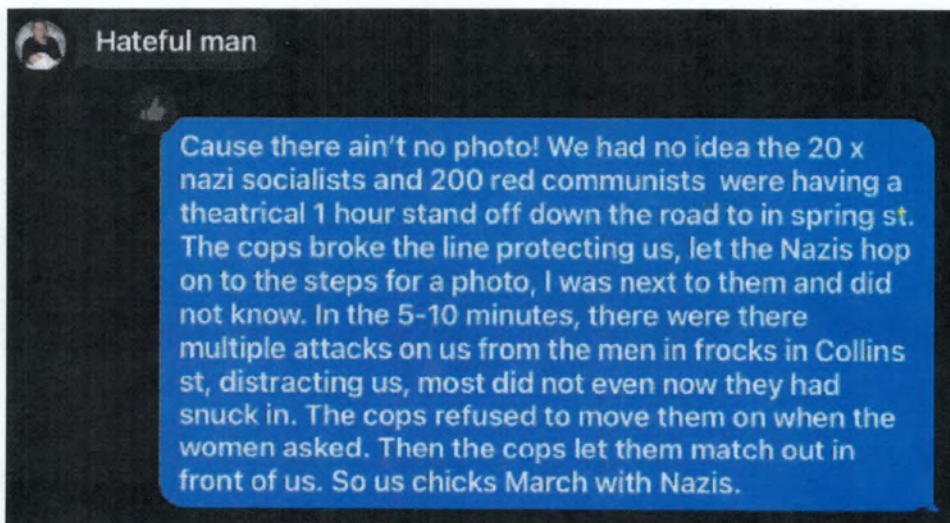 Hateful man
Cause there ain't no photo! We had no idea the 20 x
nazi socialists and 200 red communists were having a
theatrical 1 hour stand off down the road to in spring st.
The cops broke the line protecting us, let the Nazis hop
on to the steps for a photo, I was next to them and did
not know. In the 5-10 minutes, there were there
multiple attacks on us from the men in frocks in Collins
st, distracting us, most did not even now they had
snuck in. The cops refused to move them on when the
women asked. Then the cops let them match out in
front of us. So us chicks March with Nazis.